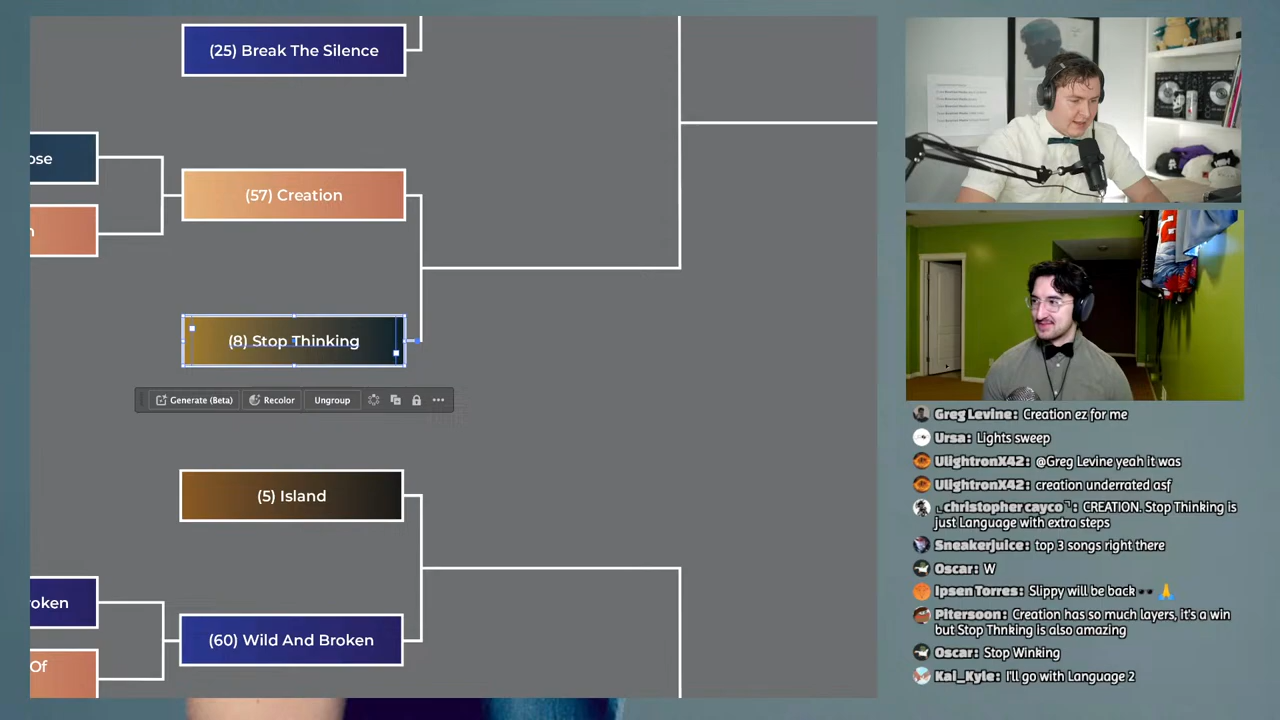 (25) Break The Silence
ose
(57) Creation
n
(8) Stop Thinking
Generate (Beta)
Recolor
Ungroup
(5) Island
oken
(60) Wild And Broken
Of
Greg Levine: Creation ez for me
Ursa: Lights sweep
UlightronX42: @Greg Levine yeah it was
UlightronX42: creation underrated asf
christopher cayco: CREATION. Stop Thinking is
just Language with extra steps
Sneakerjuice: top 3 songs right there
Oscar: W
Ipsen Torres: Slippy will be back 🕶️ 🙏
Pitersoon: Creation has so much layers, it's a win
but Stop Thnking is also amazing
Oscar: Stop Winking
Kai_Kyle: I'll go with Language 2